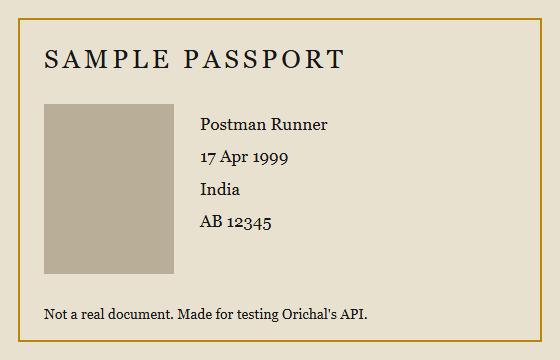 SAMPLE PASSPORT
Postman Runner
17 Apr 1999
India
AB 12345
Not a real document. Made for testing Orichal's API.